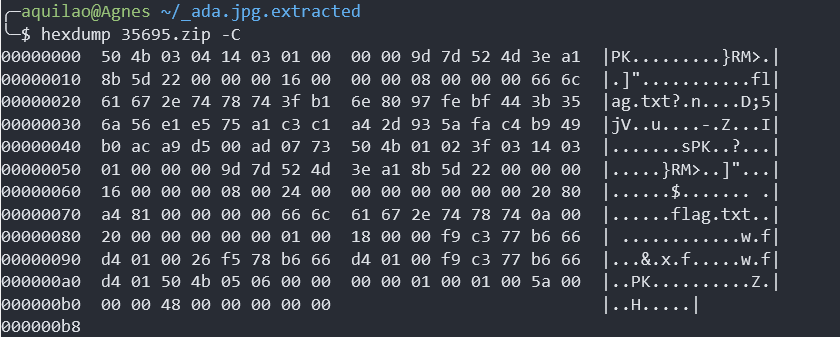 ╭─aquilao@Agnes ~/_ada.jpg.extracted
╰─$ hexdump 35695.zip -C
00000000  50 4b 03 04 14 03 01 00  00 00 9d 7d 52 4d 3e a1  |PK.........}RM>.|
00000010  8b 5d 22 00 00 00 16 00  00 00 08 00 00 00 66 6c  |.]"...........fl|
00000020  61 67 2e 74 78 74 3f b1  6e 80 97 fe bf 44 3b 35  |ag.txt?.n....D;5|
00000030  6a 56 e1 e5 75 a1 c3 c1  a4 2d 93 5a fa c4 b9 49  |jV..u....-.Z...I|
00000040  b0 ac a9 d5 00 ad 07 73  50 4b 01 02 3f 03 14 03  |.......sPK..?...|
00000050  01 00 00 00 9d 7d 52 4d  3e a1 8b 5d 22 00 00 00  |.....}RM>..]"...|
00000060  16 00 00 00 08 00 24 00  00 00 00 00 00 00 20 80  |......$....... .|
00000070  a4 81 00 00 00 00 66 6c  61 67 2e 74 78 74 0a 00  |......flag.txt..|
00000080  20 00 00 00 00 00 01 00  18 00 00 f9 c3 77 b6 66  | ............w.f|
00000090  d4 01 00 26 f5 78 b6 66  d4 01 00 f9 c3 77 b6 66  |...&.x.f.....w.f|
000000a0  d4 01 50 4b 05 06 00 00  00 00 01 00 01 00 5a 00  |..PK..........Z.|
000000b0  00 00 48 00 00 00 00 00                           |..H.....|
000000b8